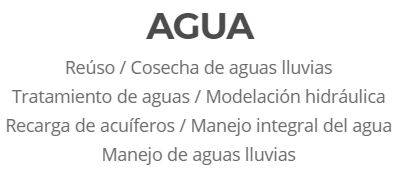 AGUA
Reúso / Cosecha de aguas lluvias
Tratamiento de aguas / Modelación hidráulica
Recarga de acuíferos / Manejo integral del agua
Manejo de aguas lluvias